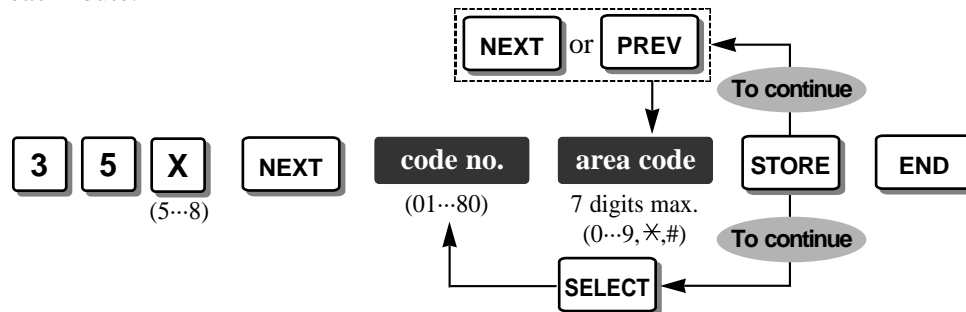 NEXT or PREV
To continue
3 5 X NEXT code no. area code STORE END
(5···8) (01···80) 7 digits max.
(0···9,✳,#)
To continue
SELECT